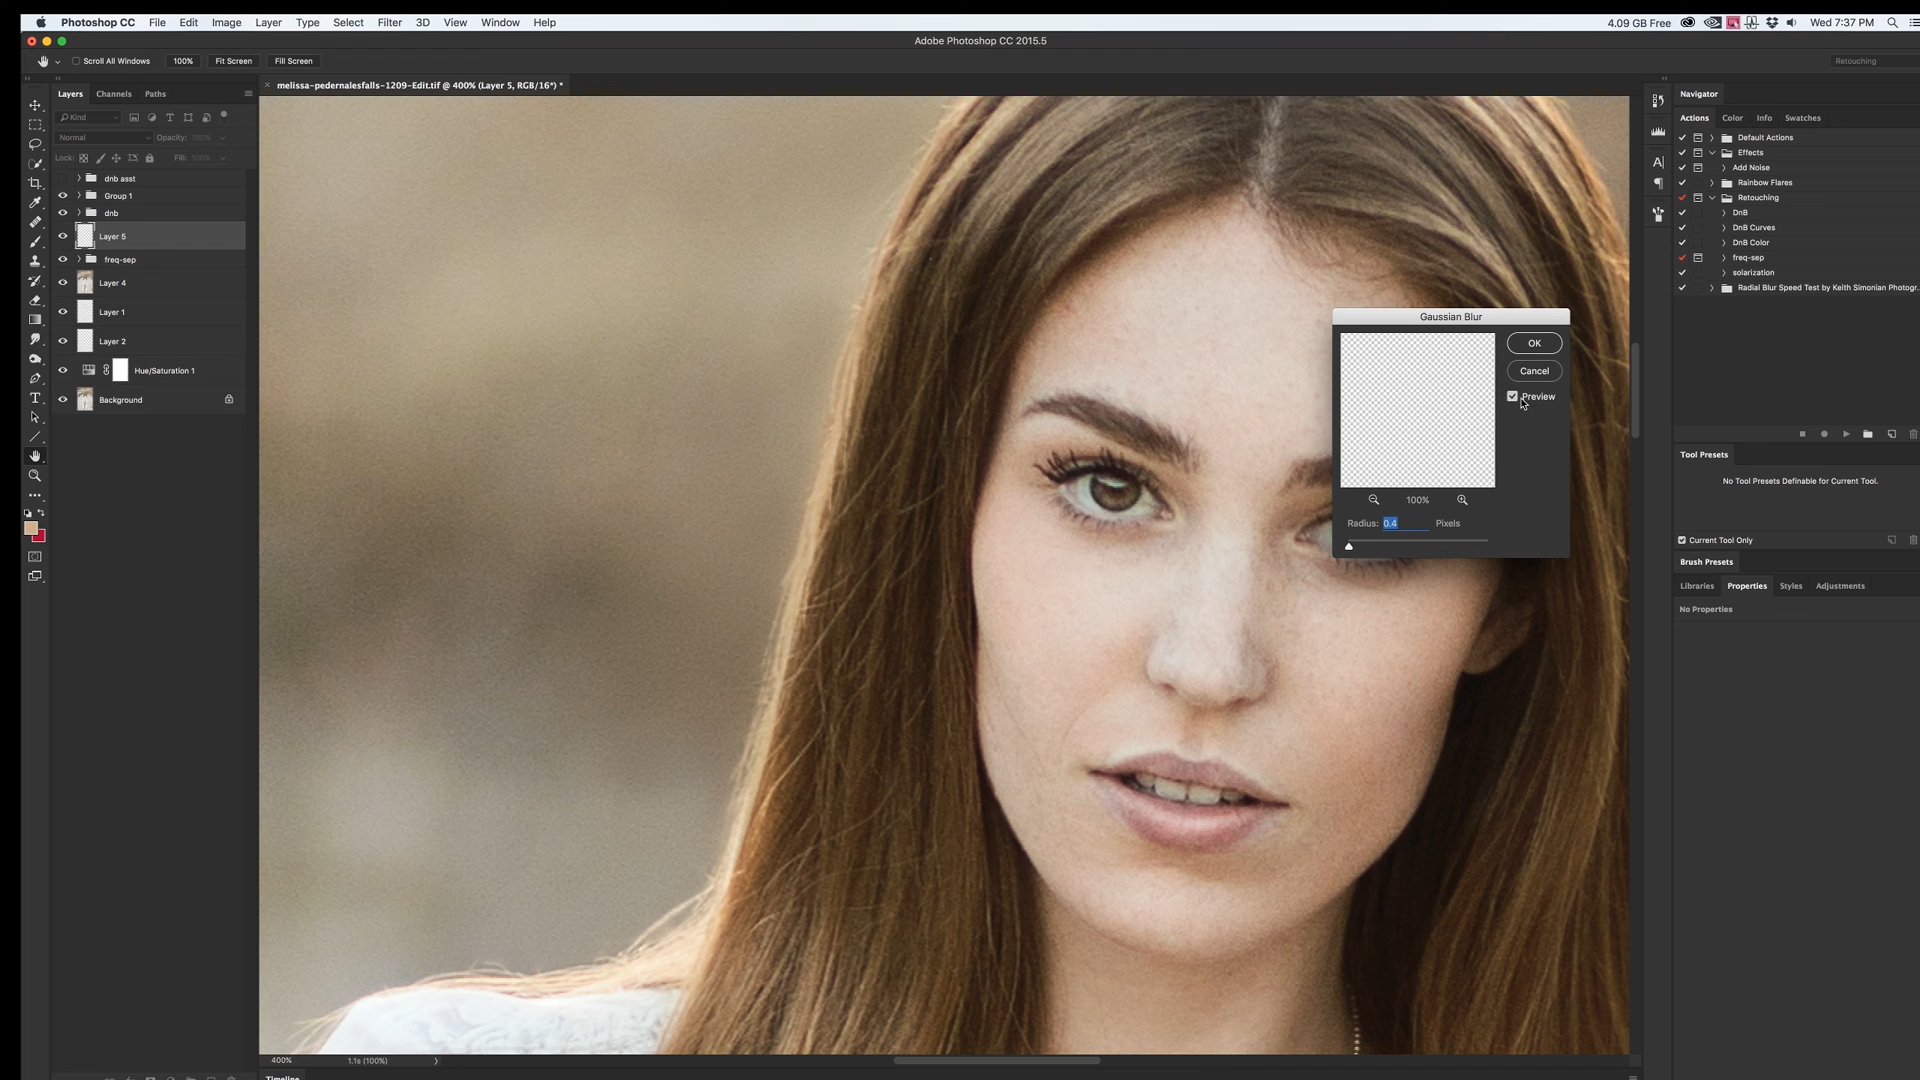 Photoshop CC File Edit Image Layer Type Select Filter 3D View Window Help 4.09 GB Free Wed 7:37 PM
Adobe Photoshop CC 2015.5
Scroll All Windows 100% Fit Screen Fill Screen Retouching
Layers Channels Paths
melissa-pedernalesfalls-1209-Edit.tif @ 400% (Layer 5, RGB/16*) *
Kind
Normal Opacity: 100%
Lock: Fill: 100%
dnb asst
Group 1
dnb
Layer 5
freq-sep
Layer 4
Layer 1
Layer 2
Hue/Saturation 1
Background
Gaussian Blur
OK
Cancel
Preview
100%
Radius: 0.4 Pixels
Navigator
Actions Color Info Swatches
Default Actions
Effects
Add Noise
Rainbow Flares
Retouching
DnB
DnB Curves
DnB Color
freq-sep
solarization
Radial Blur Speed Test by Keith Simonian Photogr...
Tool Presets
No Tool Presets Definable for Current Tool.
Current Tool Only
Brush Presets
Libraries Properties Styles Adjustments
No Properties
400% 1.1s (100%)
Timeline